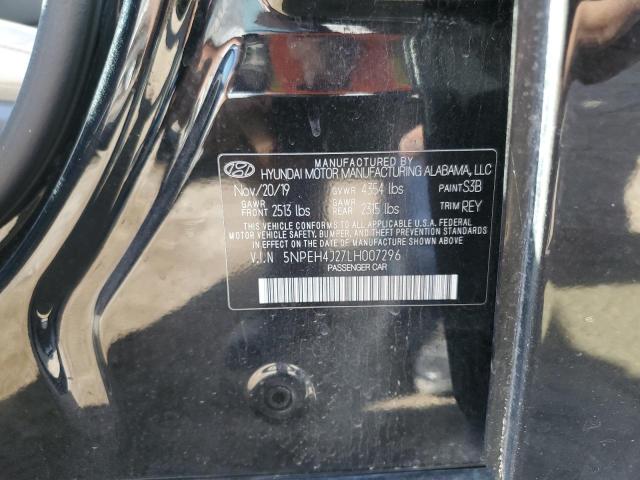 MANUFACTURED BY
HYUNDAI MOTOR MANUFACTURING ALABAMA, LLC
Nov/20/19 GVWR 4354 lbs PAINT S3B
GAWR FRONT 2513 lbs GAWR REAR 2315 lbs TRIM REY
THIS VEHICLE CONFORMS TO ALL APPLICABLE U.S.A. FEDERAL
MOTOR VEHICLE SAFETY, BUMPER, AND THEFT PREVENTION STANDARDS
IN EFFECT ON THE DATE OF MANUFACTURE SHOWN ABOVE.
V.I.N 5NPEH4J27LH007296
PASSENGER CAR